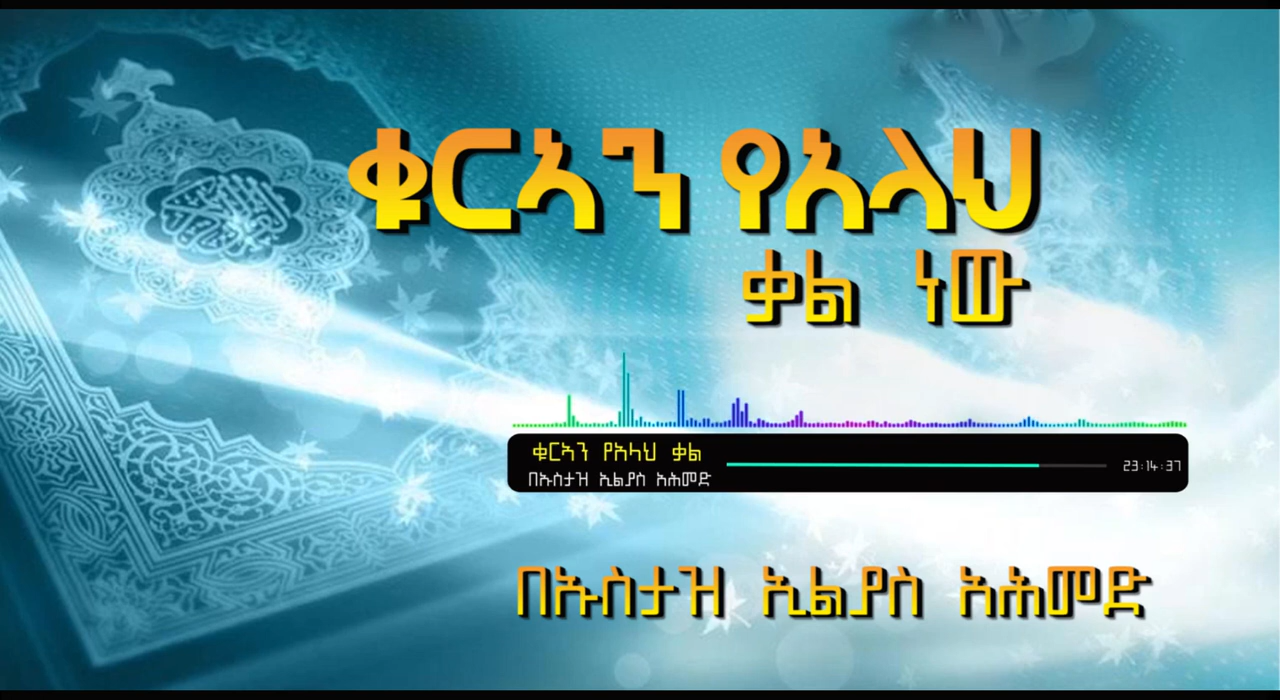 ቁርኣን የአላህ
ቃል ነው
ቁርኣን የአላህ ቃል
በኡስታዝ ኢልያስ አሕመድ
23:14:37
በኡስታዝ ኢልያስ አሕመድ